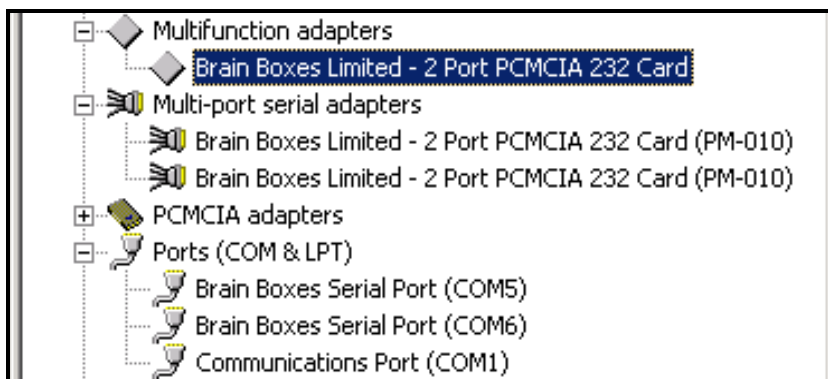 Multifunction adapters
Brain Boxes Limited - 2 Port PCMCIA 232 Card
Multi-port serial adapters
Brain Boxes Limited - 2 Port PCMCIA 232 Card (PM-010)
Brain Boxes Limited - 2 Port PCMCIA 232 Card (PM-010)
PCMCIA adapters
Ports (COM & LPT)
Brain Boxes Serial Port (COM5)
Brain Boxes Serial Port (COM6)
Communications Port (COM1)